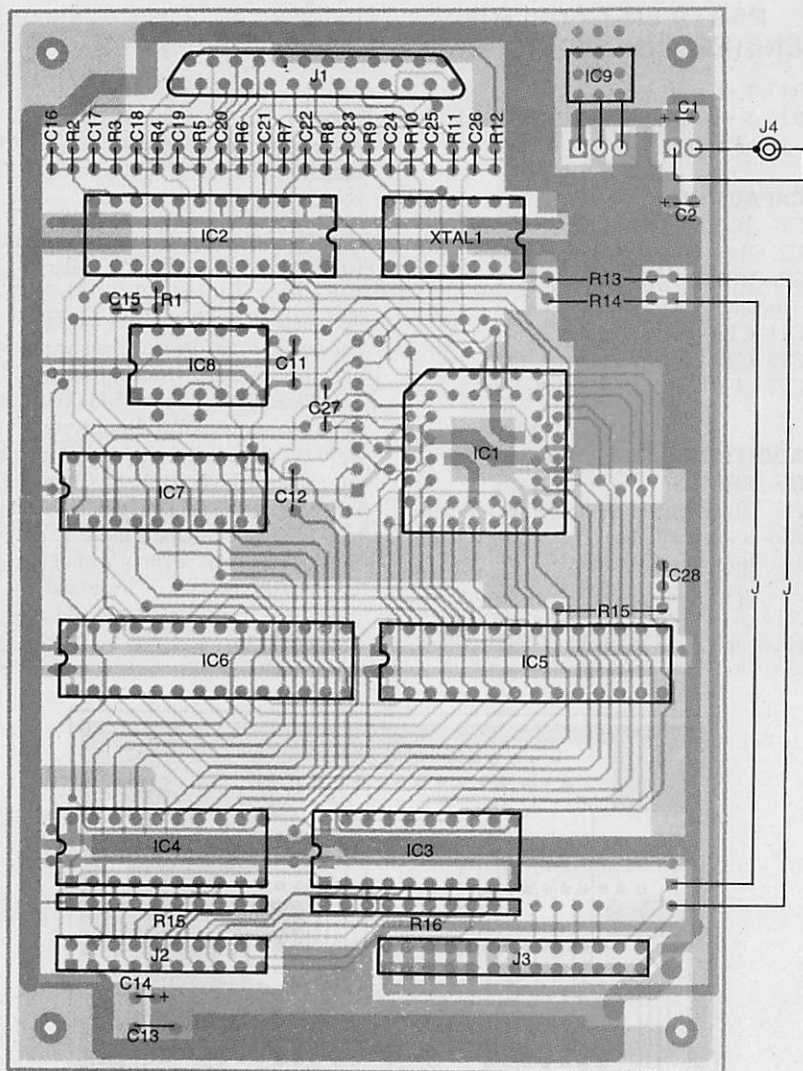 J1
IC9
C1
J4
C16 R2 C17 R3 C18 R4 C19 R5 C20 R6 C21 R7 C22 R8 C23 R9 C24 R10 C25 R11 C26 R12
C2
IC2
XTAL1
R13
R14
C15
R1
IC8
C11
C27
IC1
IC7
C12
C28
R15
IC6
IC5
J
J
IC4
IC3
R15
R16
J2
J3
C14
C13